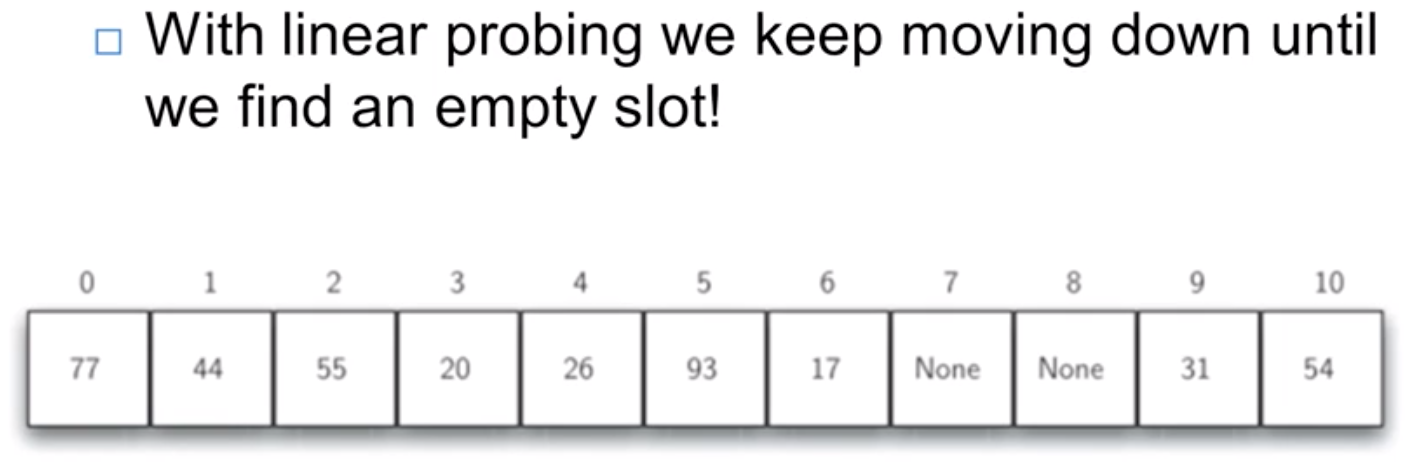 With linear probing we keep moving down until
we find an empty slot!
0 1 2 3 4 5 6 7 8 9 10
77 44 55 20 26 93 17 None None 31 54